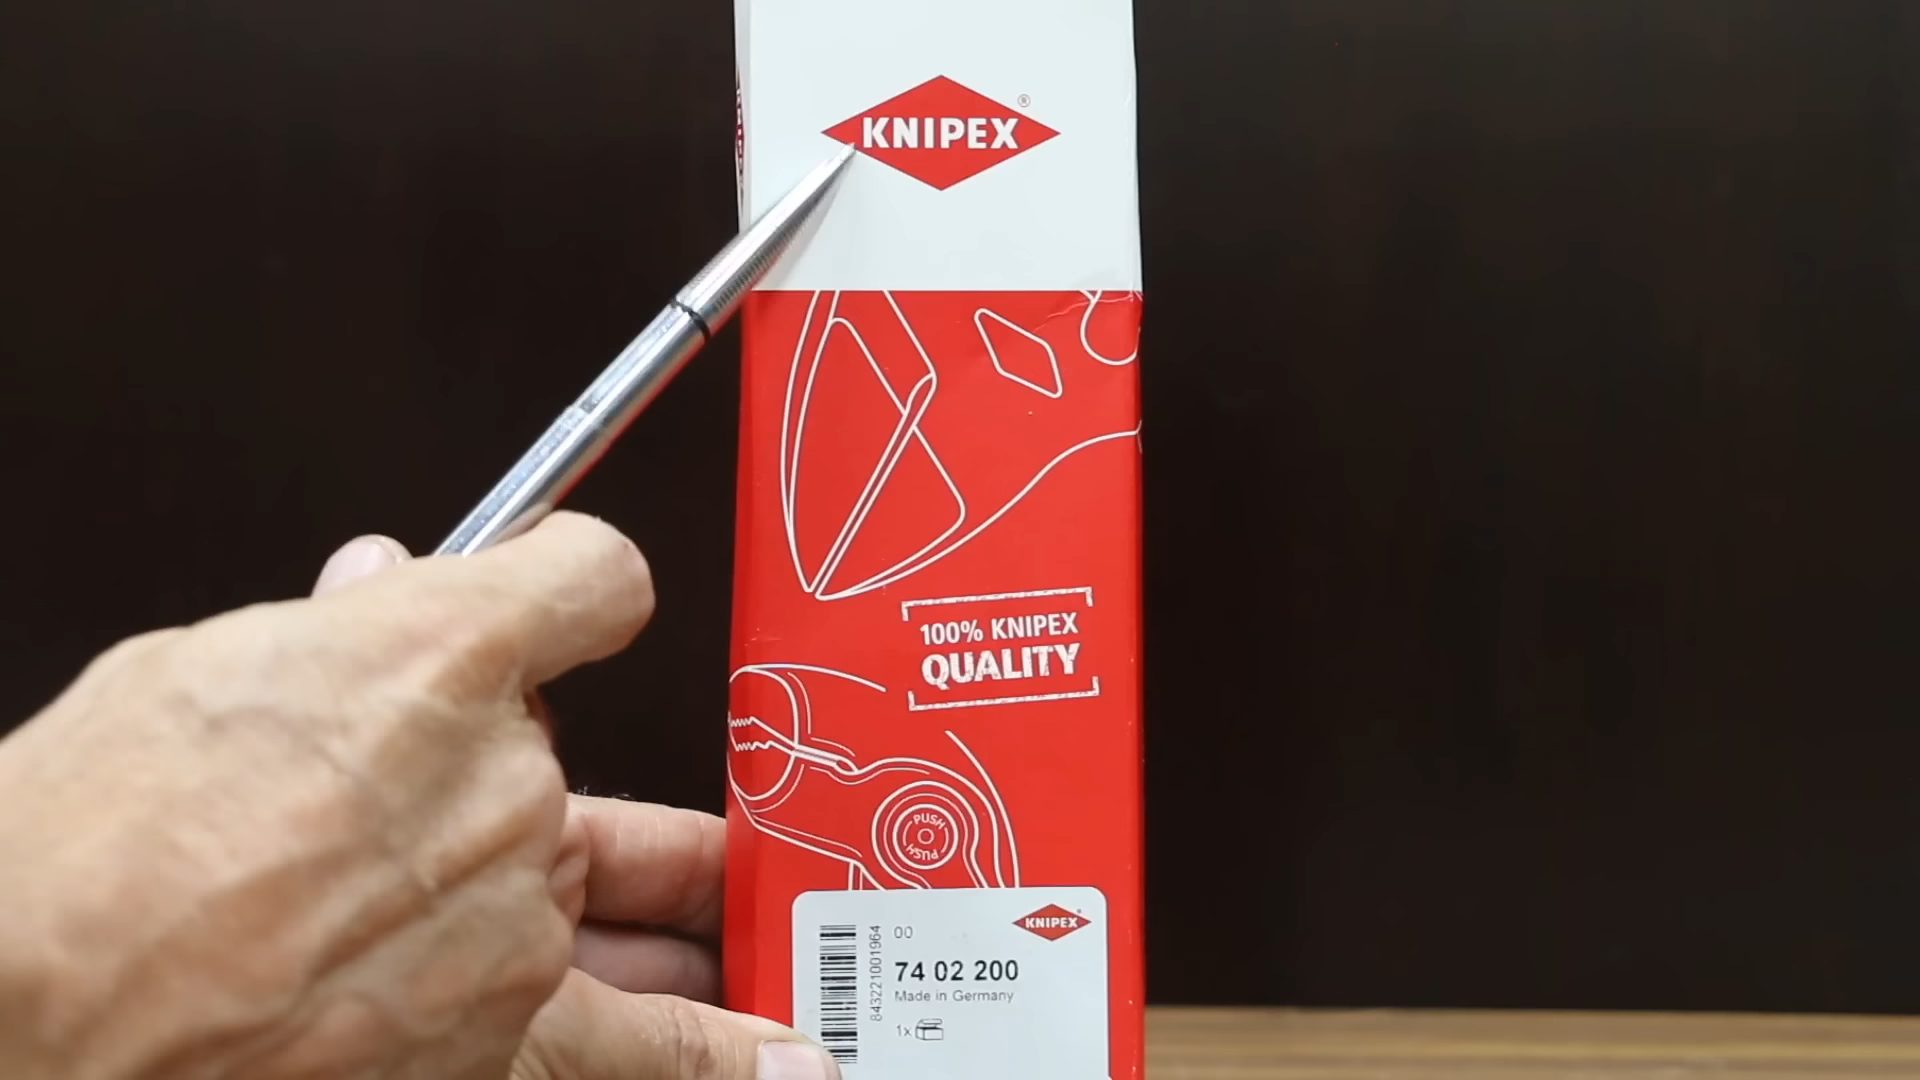 KNIPEX
®
100% KNIPEX
QUALITY
PUSH
PUSH
KNIPEX
00
74 02 200
Made in Germany
1x
843221001964